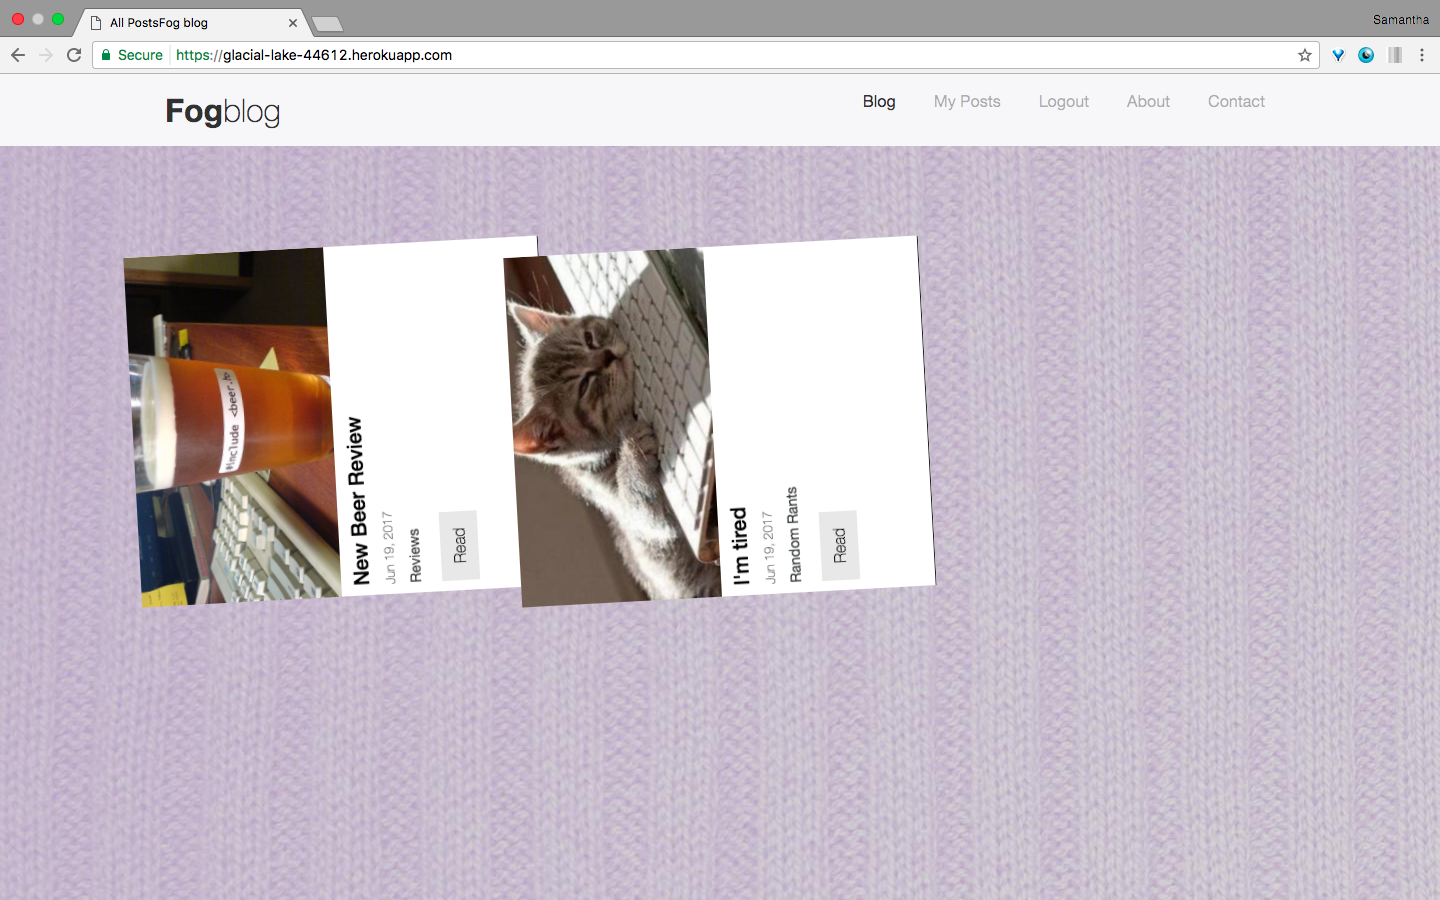 All PostsFog blog
Samantha
Secure
https://glacial-lake-44612.herokuapp.com
Fogblog
Blog
My Posts
Logout
About
Contact
#include <beer.h>
New Beer Review
Jun 19, 2017
Reviews
Read
I'm tired
Jun 19, 2017
Random Rants
Read